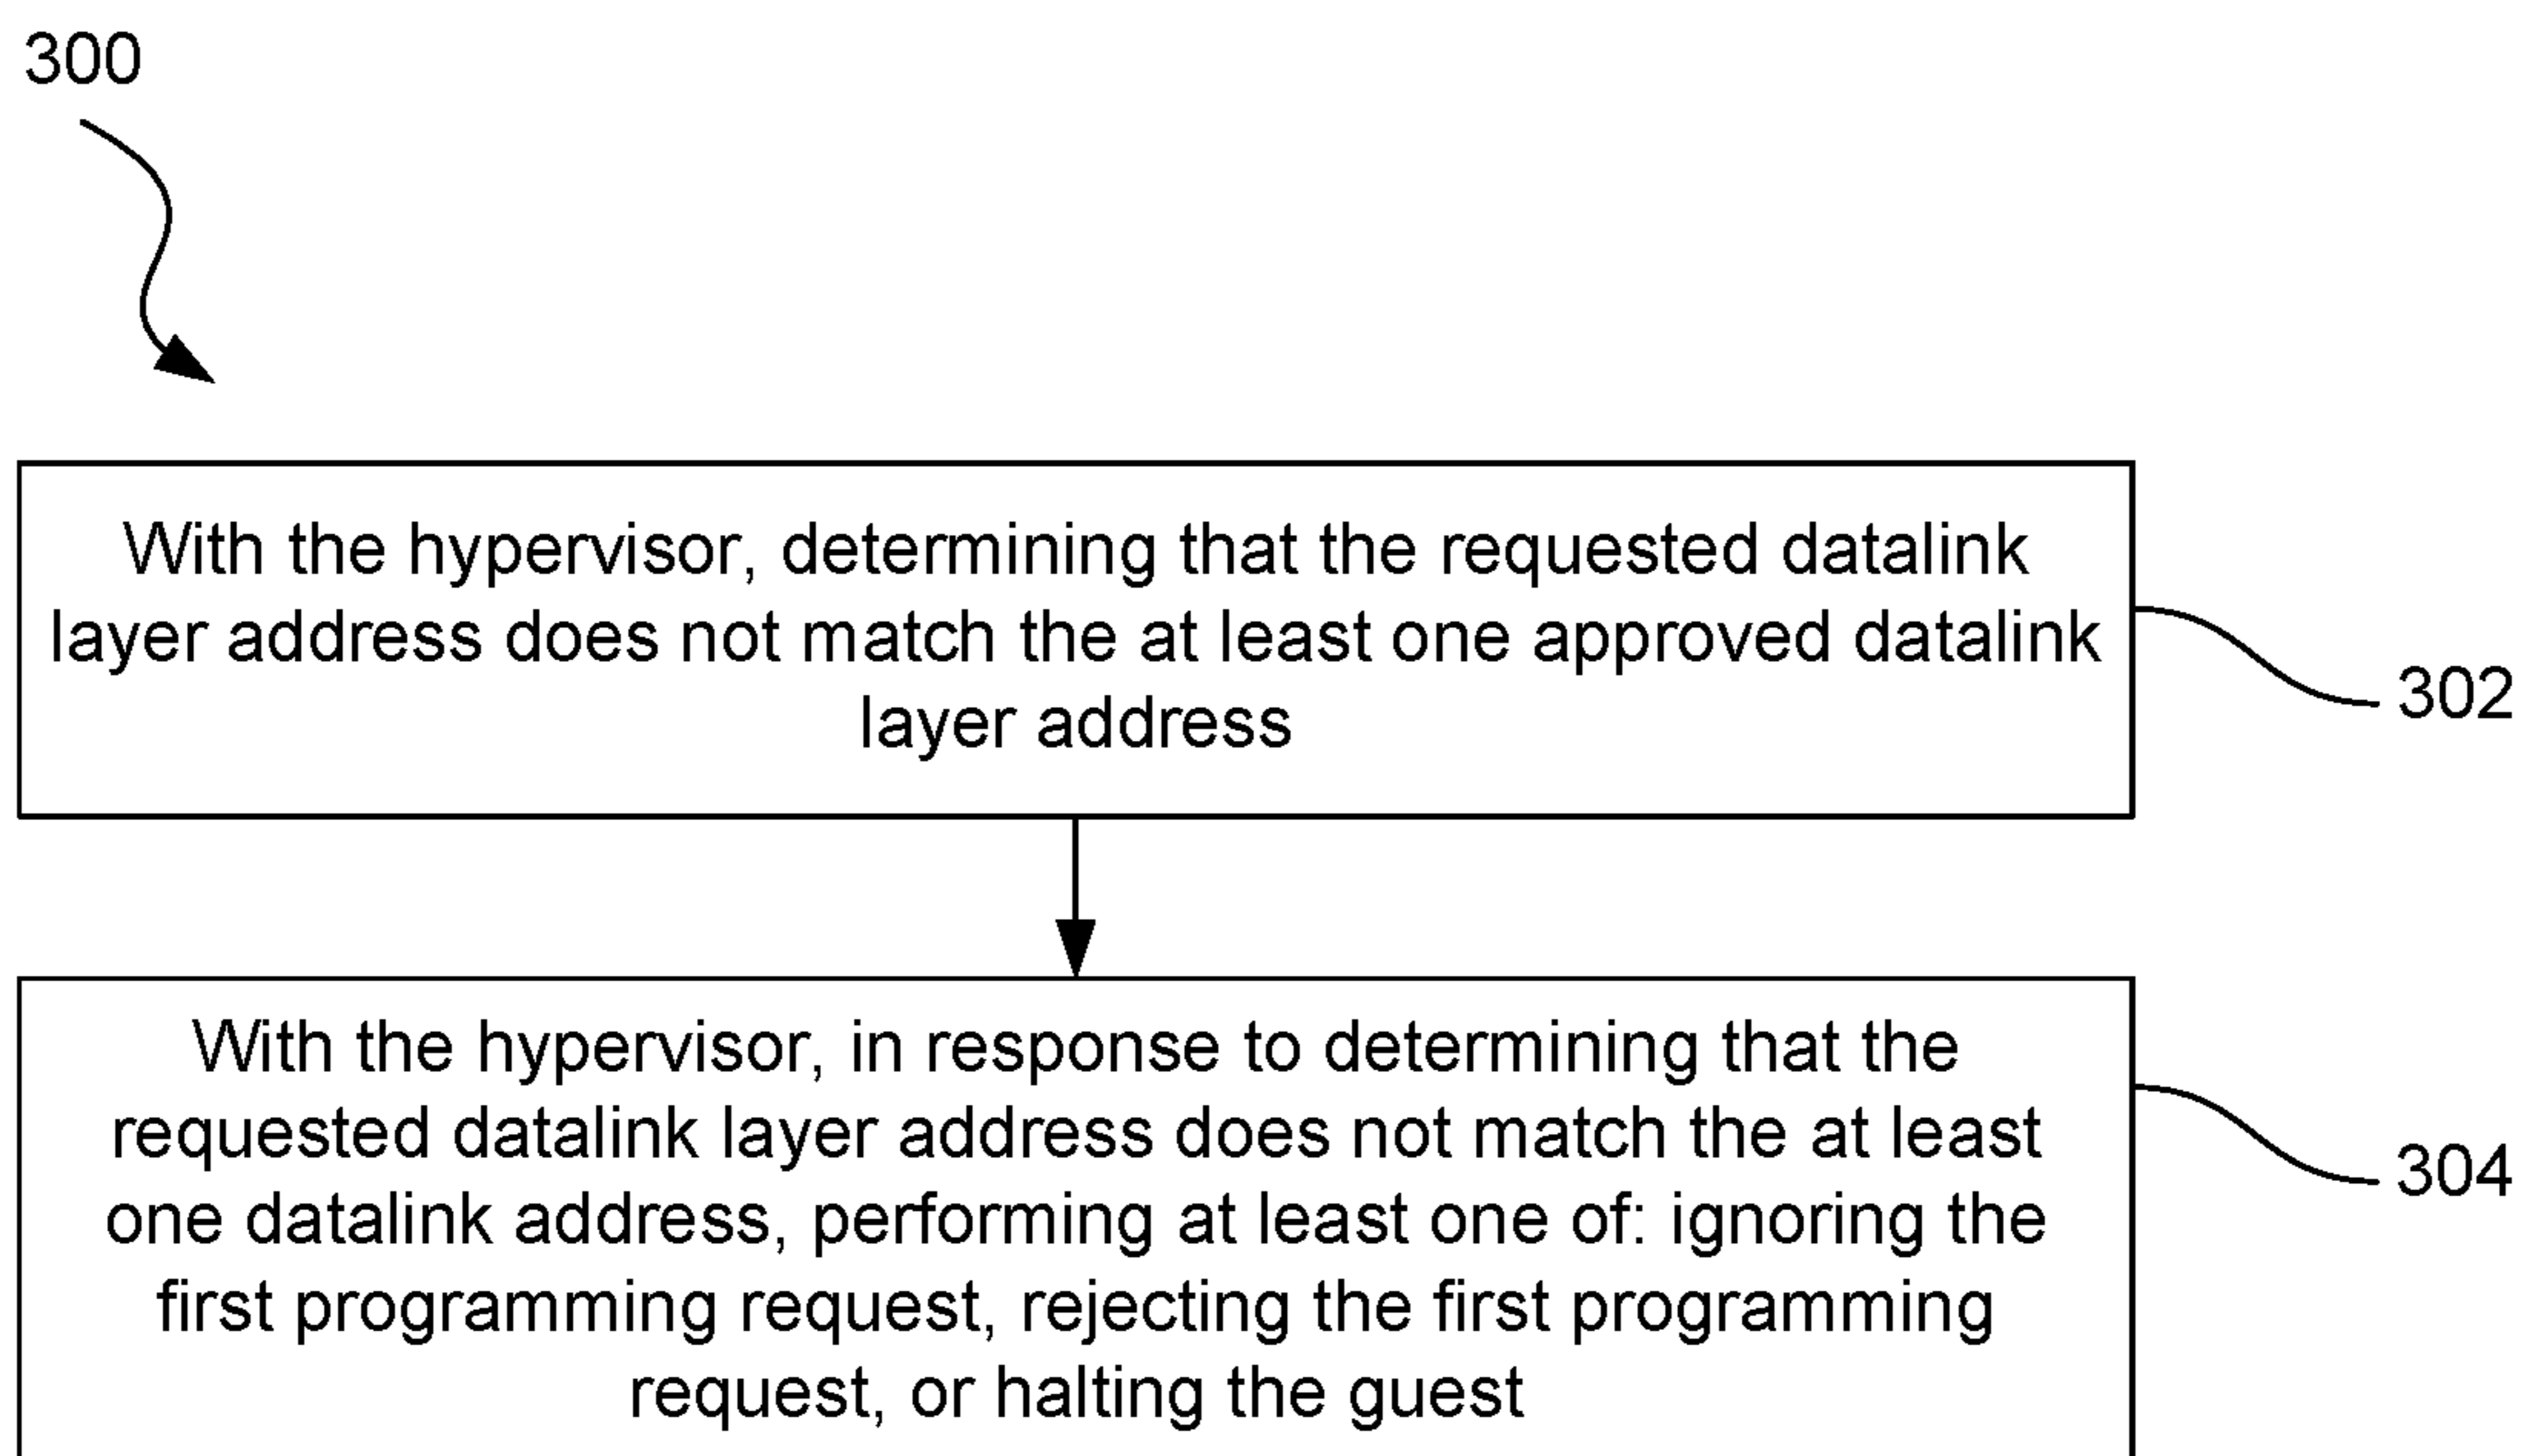 300
With the hypervisor, determining that the requested datalink
layer address does not match the at least one approved datalink
layer address
302
With the hypervisor, in response to determining that the
requested datalink layer address does not match the at least
one datalink address, performing at least one of: ignoring the
first programming request, rejecting the first programming
request, or halting the guest
304